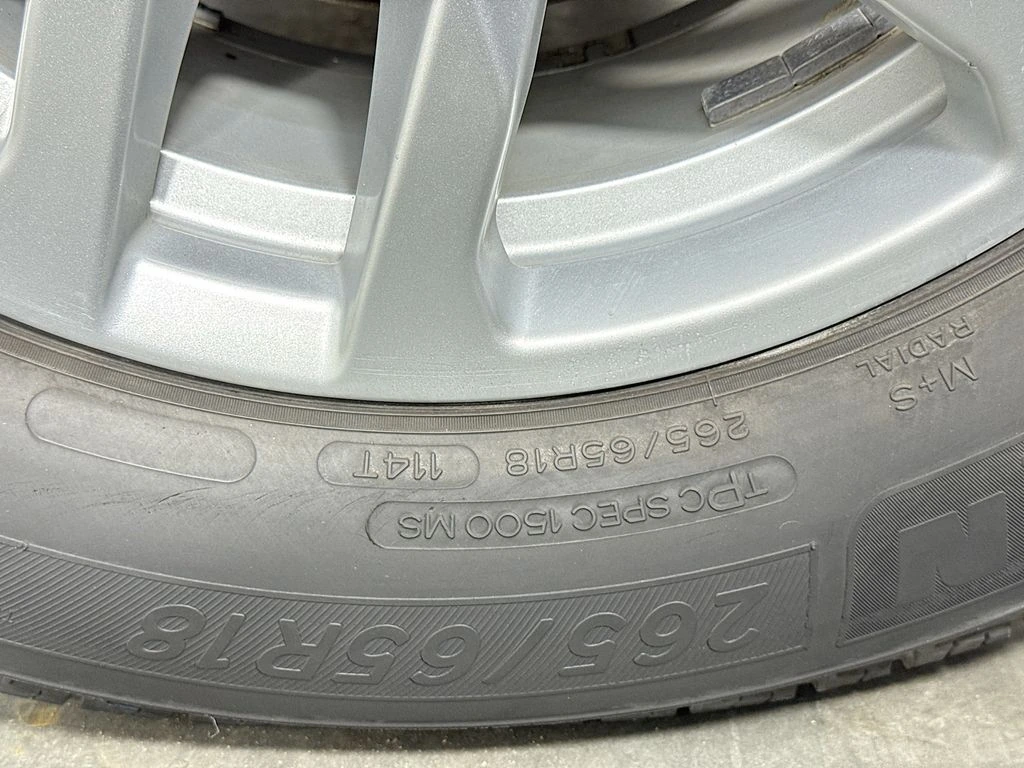 M+S
RADIAL
265/65R18
114T
TPC SPEC 1500 MS
N
265/65R18